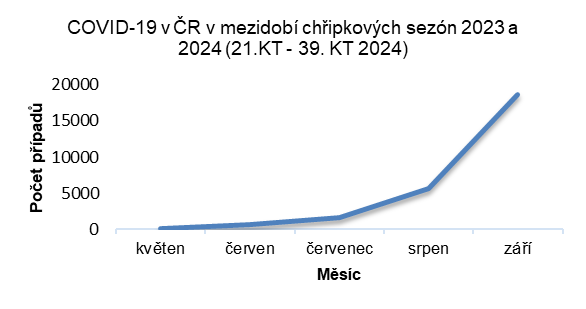 COVID-19 v ČR v mezidobí chřipkových sezón 2023 a
2024 (21.KT - 39. KT 2024)
Počet případů
20000
15000
10000
5000
0
květen červen červenec srpen září
Měsíc